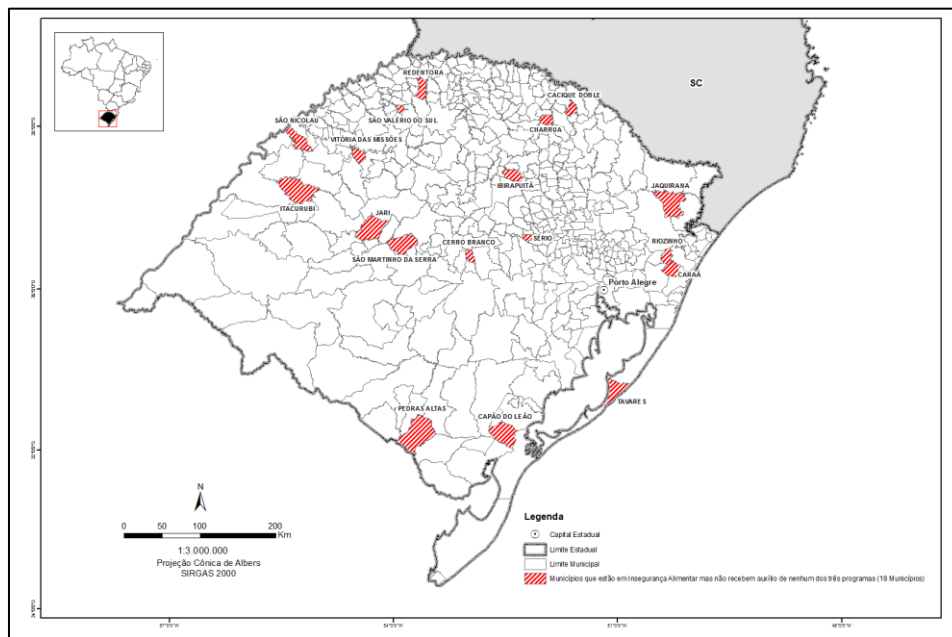 SC
REDENTORA
CACIQUE DOBLE
SÃO VALÉRIO DO SUL
CHARRUA
SÃO NICOLAU
VITÓRIA DAS MISSÕES
IBIRAPUITÃ
JAQUIRANA
ITACURUBI
JARI
CERRO BRANCO
SÉRIO
RIOZINHO
SÃO MARTINHO DA SERRA
CARAÁ
Porto Alegre
TAVARES
PEDRAS ALTAS
CAPÃO DO LEÃO
N
0 50 100 200
Km
1:3.000.000
Projeção Cônica de Albers
SIRGAS 2000
Legenda
Capital Estadual
Limite Estadual
Limite Municipal
Municípios que estão em Insegurança Alimentar mas não recebem auxílio de nenhum dos três programas (18 Municípios)